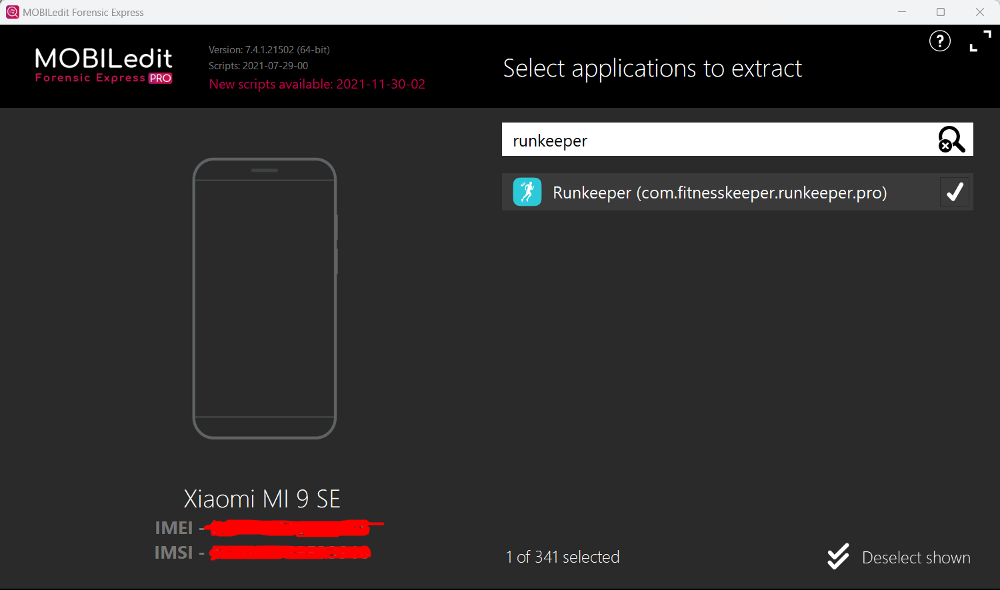 MOBILedit Forensic Express
MOBILedit
Forensic Express PRO
Version: 7.4.1.21502 (64-bit)
Scripts: 2021-07-29-00
New scripts available: 2021-11-30-02
?
Select applications to extract
runkeeper
Runkeeper (com.fitnesskeeper.runkeeper.pro)
Xiaomi MI 9 SE
IMEI -
IMSI -
1 of 341 selected
Deselect shown